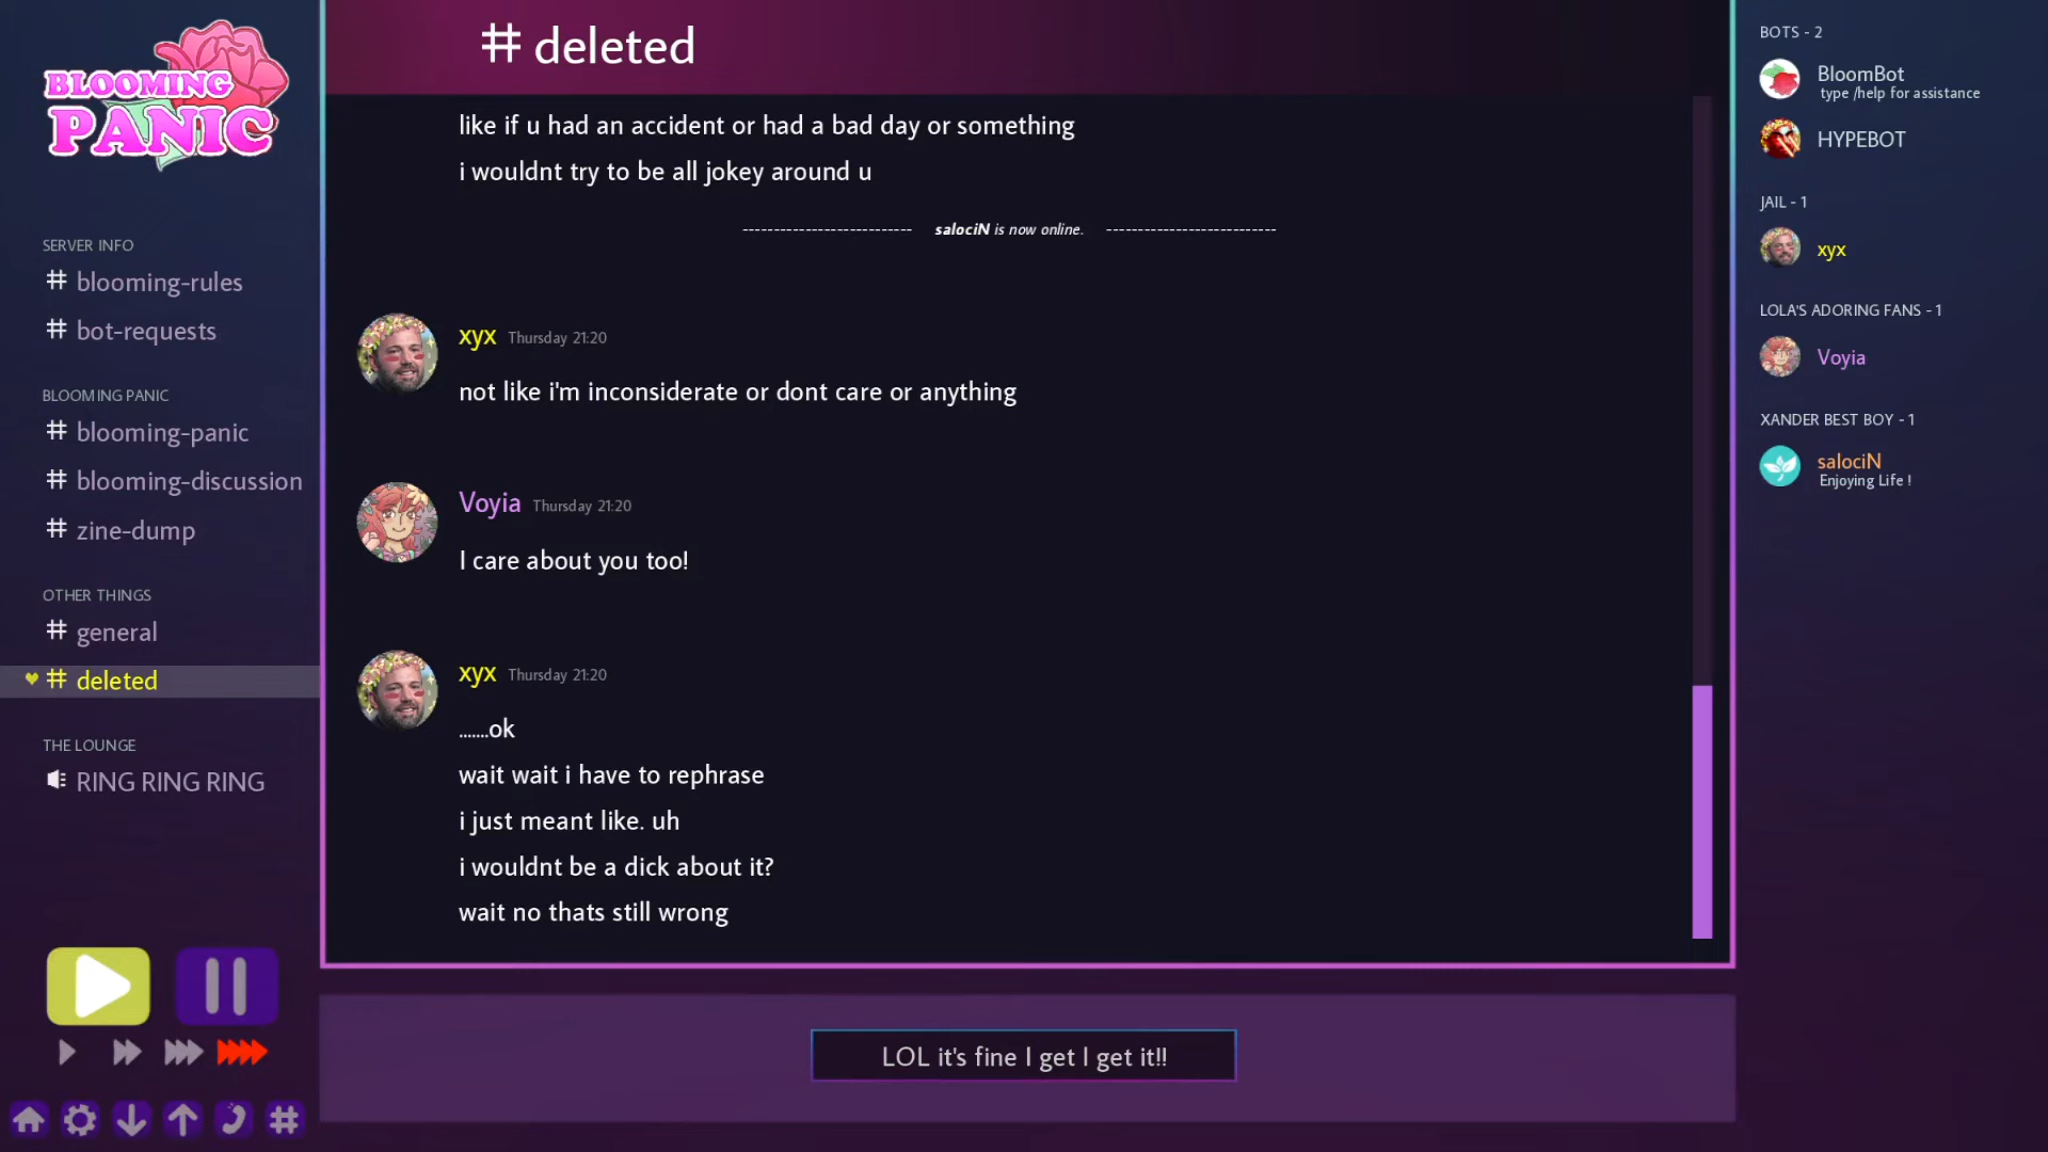 BLOOMING
PANIC
SERVER INFO
# blooming-rules
# bot-requests
BLOOMING PANIC
# blooming-panic
# blooming-discussion
# zine-dump
OTHER THINGS
# general
# deleted
THE LOUNGE
RING RING RING
# deleted
like if u had an accident or had a bad day or something
i wouldnt try to be all jokey around u
--------------------------- salociN is now online. ---------------------------
xyx Thursday 21:20
not like i'm inconsiderate or dont care or anything
Voyia Thursday 21:20
I care about you too!
xyx Thursday 21:20
.......ok
wait wait i have to rephrase
i just meant like. uh
i wouldnt be a dick about it?
wait no thats still wrong
LOL it's fine I get I get it!!
BOTS - 2
BloomBot
type /help for assistance
HYPEBOT
JAIL - 1
xyx
LOLA'S ADORING FANS - 1
Voyia
XANDER BEST BOY - 1
salociN
Enjoying Life !